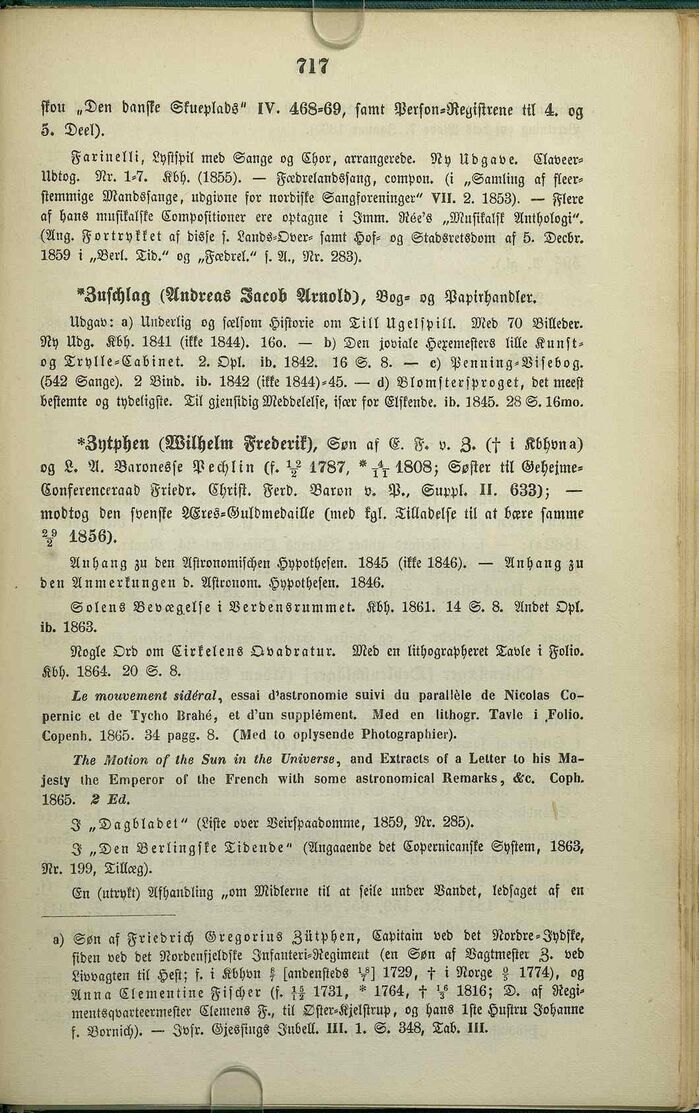 717
skou „Den danske Skueplads" IV. 468-69, samt Person-Registrene til 4. og
5. Deel).
Farinelli, Lystspil med Sange og Chor, arrangerede. Ny Udgave. Claveer-
Udtog. Nr. 1-7. Kbh. (1855). — Fædrelandssang, compon. (i „Samling af fleer-
stemmige Mandssange, udgivne for nordiske Sangforeninger" VII. 2. 1853). — Flere
af hans musikalske Compositioner ere optagne i Imm. Rée's „Musikalsk Anthologi".
(Ang. Fortrykket af disse s. Lands-Over- samt Hof- og Stadsretsdom af 5. Decbr.
1859 i „Berl. Tid." og „Fædrel." s. A., Nr. 283).
*Zuschlag (Andreas Jacob Arnold), Bog- og Papirhandler.
Udgav: a) Underlig og sælsom Historie om Till Ugelspill. Med 70 Billeder.
Ny Udg. Kbh. 1841 (ikke 1844). 16o. — b) Den joviale Hexemesters lille Kunst-
og Trylle-Cabinet. 2. Opl. ib. 1842. 16 S. 8. — c) Penning-Visebog.
(542 Sange). 2 Bind. ib. 1842 (ikke 1844)-45. — d) Blomstersproget, det meest
bestemte og tydeligste. Til gjensidig Meddelelse, især for Elskende. ib. 1845. 28 S. 16mo.
*Zytphen (Wilhelm Frederik), Søn af C. F. v. Z. († i Kbhvn a)
og L. A. Baronesse Pechlin (f. 12/2 1787, * 4/11 1808; Søster til Geheime-
Conferenceraad Friedr. Christ. Ferd. Baron v. P., Suppl. II. 633); —
modtog den svenske Æres-Guldmedaille (med kgl. Tilladelse til at bære samme
29/2 1856).
Anhang zu den Astronomischen Hypothesen. 1845 (ikke 1846). — Anhang zu
den Anmerkungen d. Astronom. Hypothesen. 1846.
Solens Bevægelse i Verdensrummet. Kbh. 1861. 14 S. 8. Andet Opl.
ib. 1863.
Nogle Ord om Cirkelens Qvadratur. Med en lithographeret Tavle i Folio.
Kbh. 1864. 20 S. 8.
Le mouvement sidéral, essai d'astronomie suivi du parallèle de Nicolas Co-
pernic et de Tycho Brahé, et d'un supplément. Med en lithogr. Tavle i Folio.
Copenh. 1865. 34 pagg. 8. (Med to oplysende Photographier).
The Motion of the Sun in the Universe, and Extracts of a Letter to his Ma-
jesty the Emperor of the French with some astronomical Remarks, &c. Coph.
1865. 2 Ed.
I „Dagbladet" (Liste over Veirspaadomme, 1859, Nr. 285).
I „Den Berlingske Tidende" (Angaaende det Copernicanske System, 1863,
Nr. 199, Tillæg).
En (utrykt) Afhandling „om Midlerne til at seile under Vandet, ledsaget af en
a) Søn af Friedrich Gregorius Zütphen, Capitain ved det Nordre-Jydske,
siden ved det Nordenfjeldske Infanteri-Regiment (en Søn af Vagtmester Z. ved
Livvagten til Hest; f. i Kbhvn [andensteds] 1729, † i Norge 1774), og
Anna Clementine Fischer (f. 1731, * 1764, † 1816; D. af Regi-
mentsqvarteermester Clemens F., til Øster-Kjelstrup, og hans 1ste Hustru Johanne
f. Bornich). — Jvfr. Gjessings Jubell. III. 1. S. 348, Tab. III.